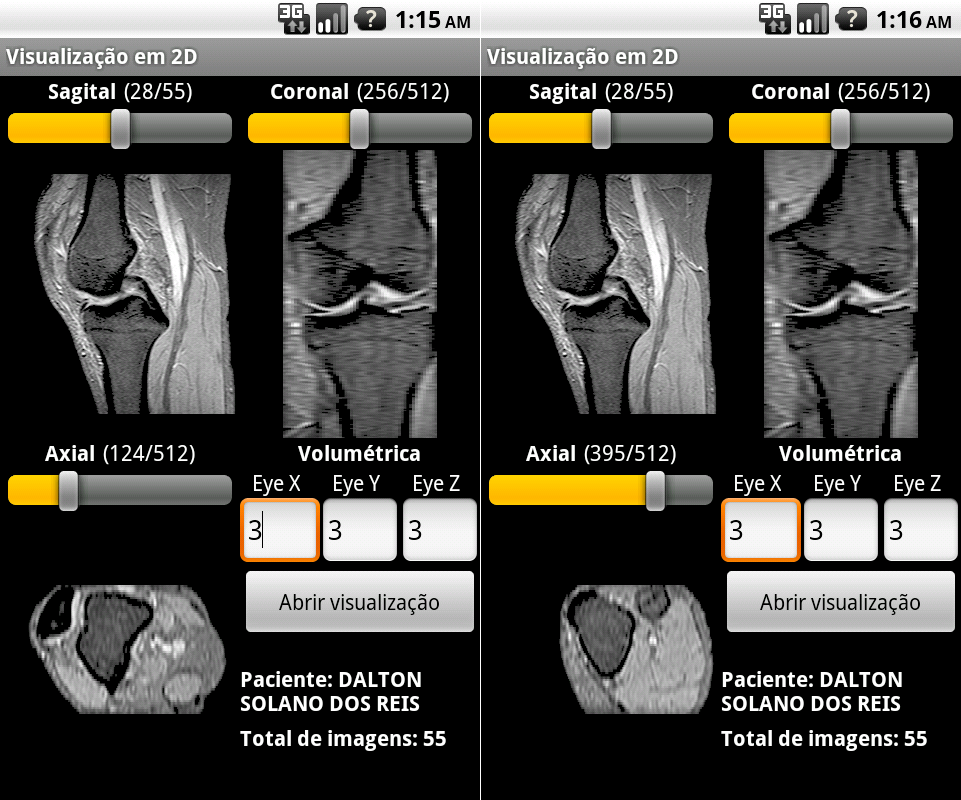 3G ? 1:15 AM
Visualização em 2D
Sagital (28/55) Coronal (256/512)
Axial (124/512) Volumétrica
Eye X Eye Y Eye Z
3 3 3
Abrir visualização
Paciente: DALTON
SOLANO DOS REIS
Total de imagens: 55
3G ? 1:16 AM
Visualização em 2D
Sagital (28/55) Coronal (256/512)
Axial (395/512) Volumétrica
Eye X Eye Y Eye Z
3 3 3
Abrir visualização
Paciente: DALTON
SOLANO DOS REIS
Total de imagens: 55